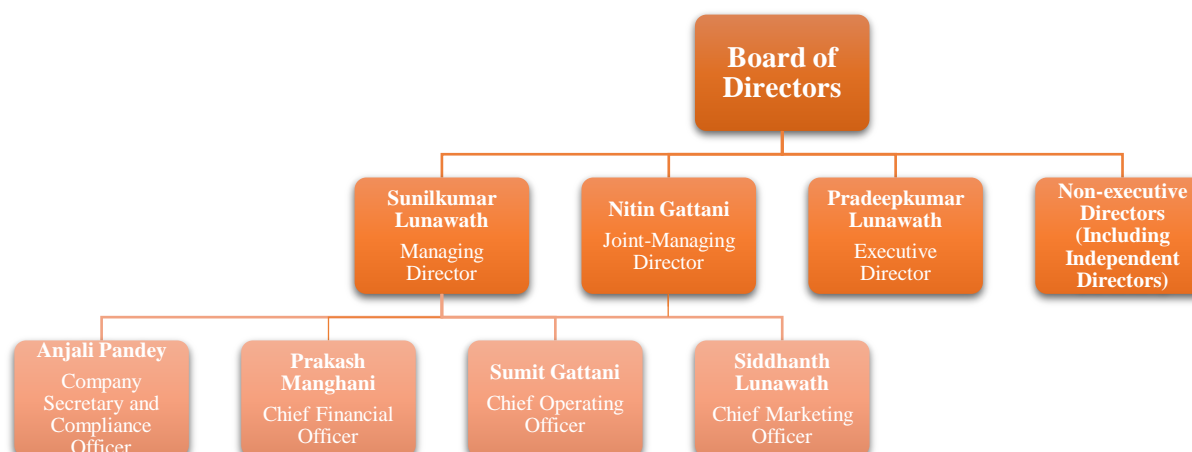 Board of
Directors
Sunilkumar
Lunawath
Managing
Director
Nitin Gattani
Joint-Managing
Director
Pradeepkumar
Lunawath
Executive
Director
Non-executive
Directors
(Including
Independent
Directors)
Anjali Pandey
Company
Secretary and
Compliance
Officer
Prakash
Manghani
Chief Financial
Officer
Sumit Gattani
Chief Operating
Officer
Siddhanth
Lunawath
Chief Marketing
Officer